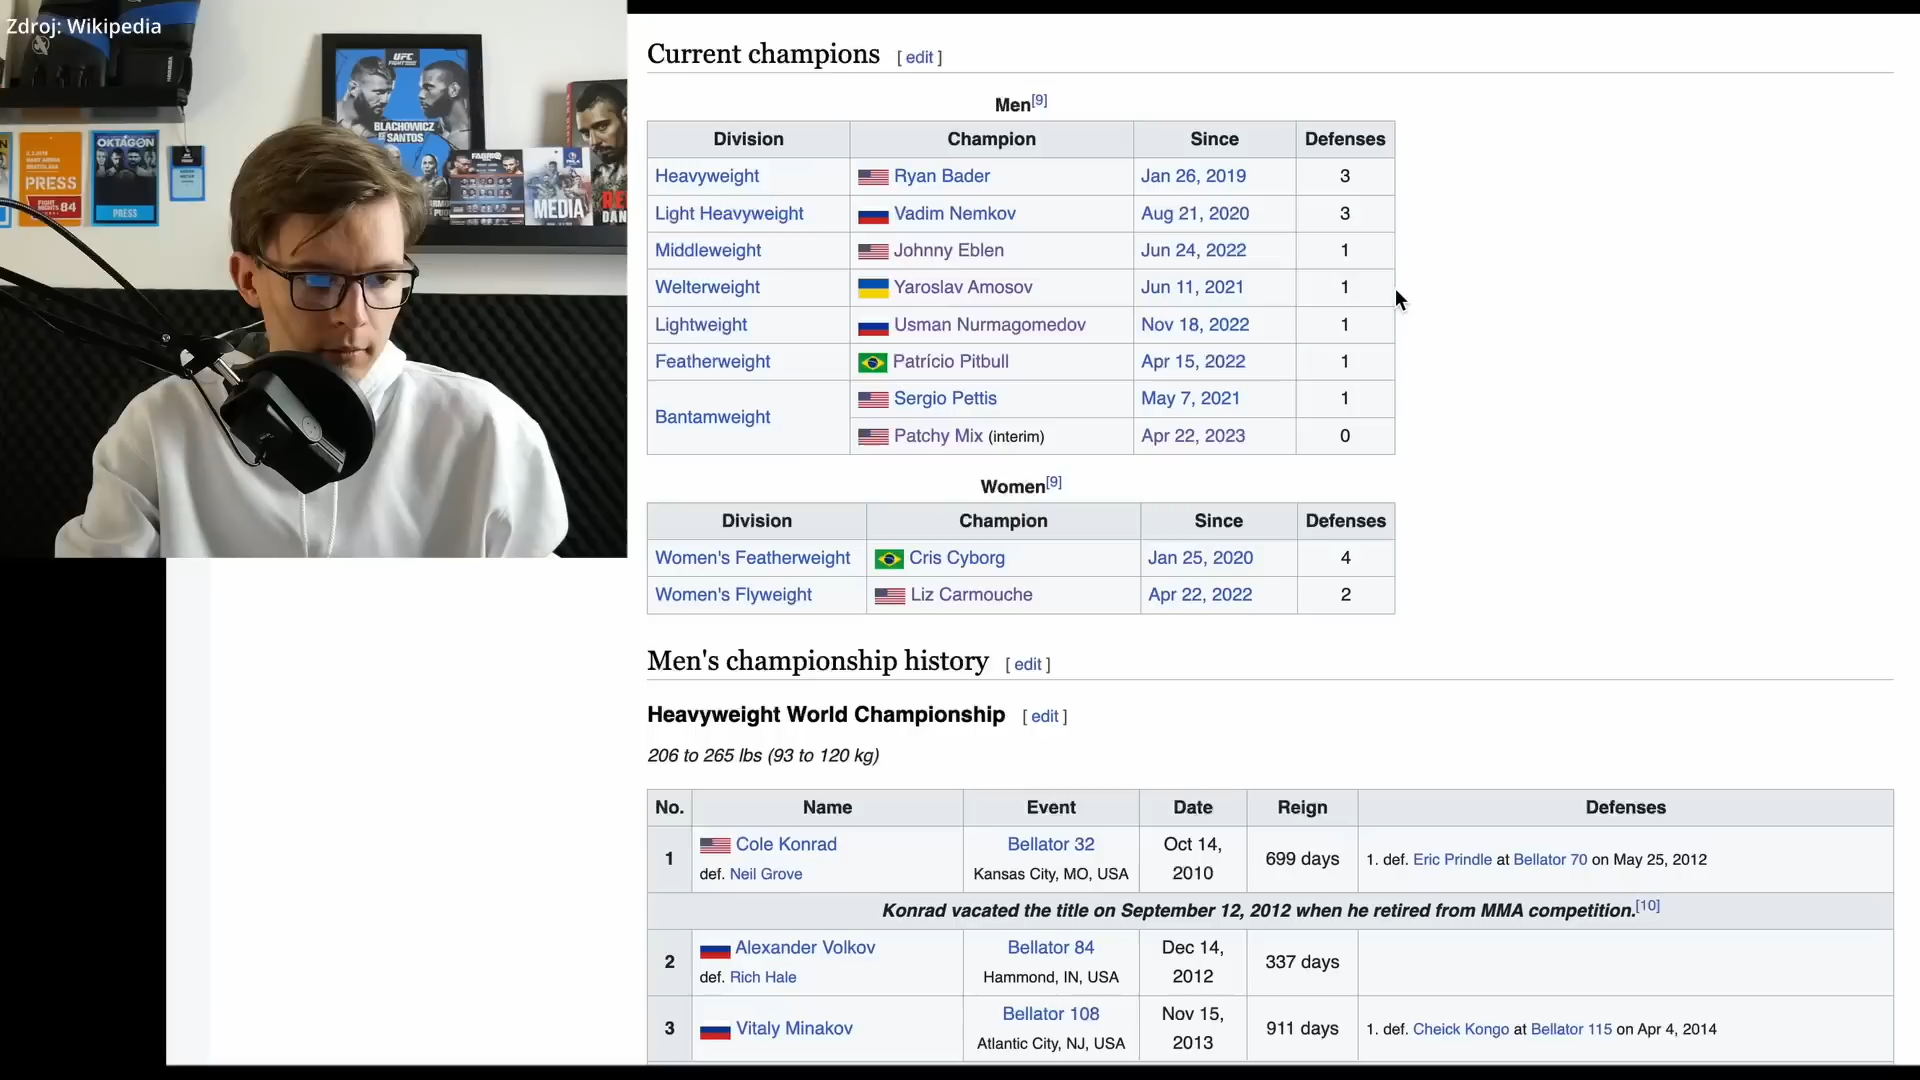 Zdroj: Wikipedia
UFC
FIGHT NIGHT
BLACHOWICZ
SANTOS
OKTAGON
PRESS
FIGHT
NIGHTS 84
PRESS
FABRIQ
MEDIA
DAN
Current champions [ edit ]
Men[9]
Division Champion Since Defenses
Heavyweight Ryan Bader Jan 26, 2019 3
Light Heavyweight Vadim Nemkov Aug 21, 2020 3
Middleweight Johnny Eblen Jun 24, 2022 1
Welterweight Yaroslav Amosov Jun 11, 2021 1
Lightweight Usman Nurmagomedov Nov 18, 2022 1
Featherweight Patrício Pitbull Apr 15, 2022 1
Bantamweight Sergio Pettis May 7, 2021 1
Patchy Mix (interim) Apr 22, 2023 0
Women[9]
Division Champion Since Defenses
Women's Featherweight Cris Cyborg Jan 25, 2020 4
Women's Flyweight Liz Carmouche Apr 22, 2022 2
Men's championship history [ edit ]
Heavyweight World Championship [ edit ]
206 to 265 lbs (93 to 120 kg)
No. Name Event Date Reign Defenses
1 Cole Konrad def. Neil Grove Bellator 32 Kansas City, MO, USA Oct 14, 2010 699 days 1. def. Eric Prindle at Bellator 70 on May 25, 2012
Konrad vacated the title on September 12, 2012 when he retired from MMA competition.[10]
2 Alexander Volkov def. Rich Hale Bellator 84 Hammond, IN, USA Dec 14, 2012 337 days
3 Vitaly Minakov Bellator 108 Atlantic City, NJ, USA Nov 15, 2013 911 days 1. def. Cheick Kongo at Bellator 115 on Apr 4, 2014